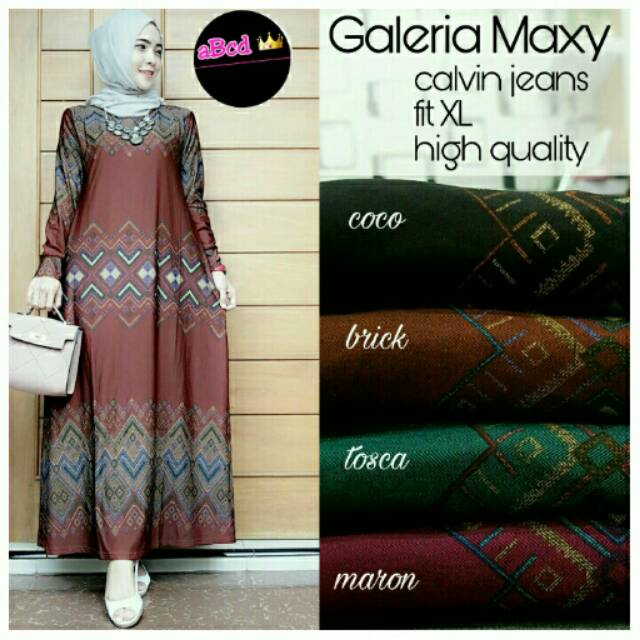 aBcd
Galeria Maxy
calvin jeans
fit XL
high quality
coco
brick
tosca
maron